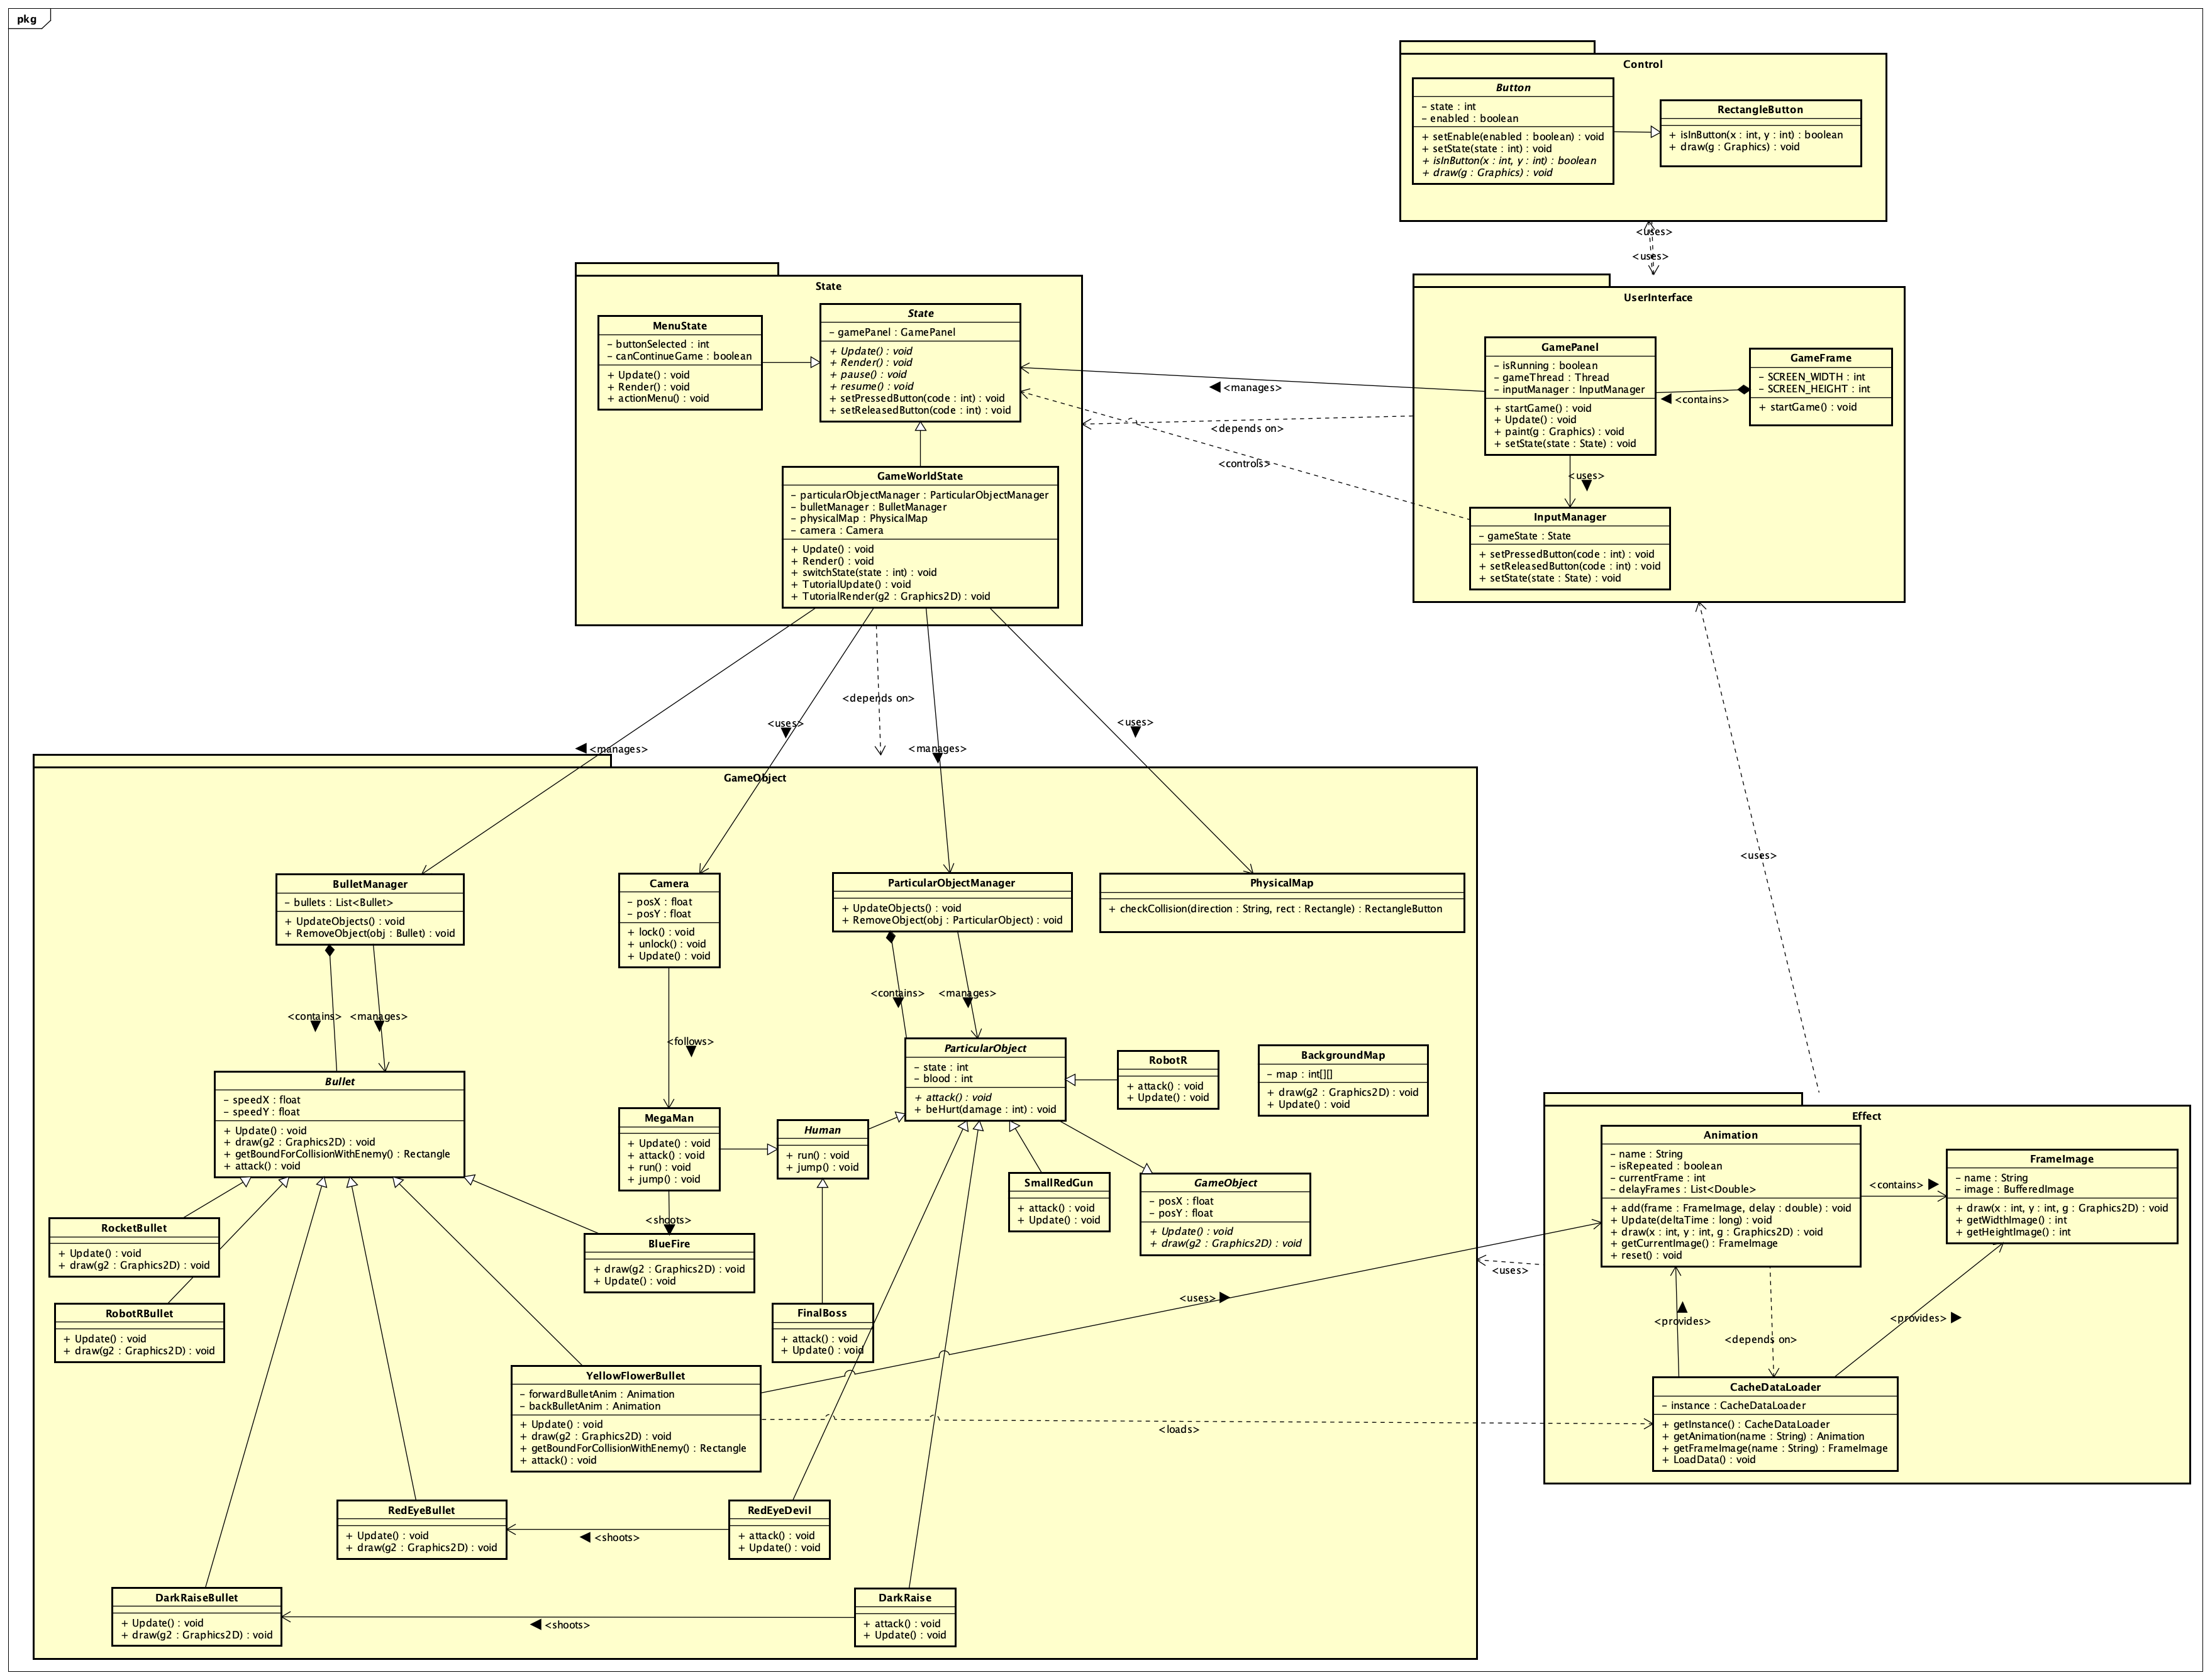 pkg
Control
Button
– state : int
– enabled : boolean
+ setEnable(enabled : boolean) : void
+ setState(state : int) : void
+ isInButton(x : int, y : int) : boolean
+ draw(g : Graphics) : void
RectangleButton
+ isInButton(x : int, y : int) : boolean
+ draw(g : Graphics) : void
<uses>
<uses>
State
MenuState
– buttonSelected : int
– canContinueGame : boolean
+ Update() : void
+ Render() : void
+ actionMenu() : void
State
– gamePanel : GamePanel
+ Update() : void
+ Render() : void
+ pause() : void
+ resume() : void
+ setPressedButton(code : int) : void
+ setReleasedButton(code : int) : void
GameWorldState
– particularObjectManager : ParticularObjectManager
– bulletManager : BulletManager
– physicalMap : PhysicalMap
– camera : Camera
+ Update() : void
+ Render() : void
+ switchState(state : int) : void
+ TutorialUpdate() : void
+ TutorialRender(g2 : Graphics2D) : void
<manages>
<depends on>
<controls>
UserInterface
GamePanel
– isRunning : boolean
– gameThread : Thread
– inputManager : InputManager
+ startGame() : void
+ Update() : void
+ paint(g : Graphics) : void
+ setState(state : State) : void
<contains>
GameFrame
– SCREEN_WIDTH : int
– SCREEN_HEIGHT : int
+ startGame() : void
<uses>
InputManager
– gameState : State
+ setPressedButton(code : int) : void
+ setReleasedButton(code : int) : void
+ setState(state : State) : void
<manages>
<uses>
<depends on>
<manages>
<uses>
<uses>
GameObject
BulletManager
– bullets : List<Bullet>
+ UpdateObjects() : void
+ RemoveObject(obj : Bullet) : void
Camera
– posX : float
– posY : float
+ lock() : void
+ unlock() : void
+ Update() : void
ParticularObjectManager
+ UpdateObjects() : void
+ RemoveObject(obj : ParticularObject) : void
PhysicalMap
+ checkCollision(direction : String, rect : Rectangle) : RectangleButton
<contains>
<manages>
<follows>
<contains>
<manages>
Bullet
– speedX : float
– speedY : float
+ Update() : void
+ draw(g2 : Graphics2D) : void
+ getBoundForCollisionWithEnemy() : Rectangle
+ attack() : void
MegaMan
+ Update() : void
+ attack() : void
+ run() : void
+ jump() : void
Human
+ run() : void
+ jump() : void
ParticularObject
– state : int
– blood : int
+ attack() : void
+ beHurt(damage : int) : void
RobotR
+ attack() : void
+ Update() : void
BackgroundMap
– map : int[][]
+ draw(g2 : Graphics2D) : void
+ Update() : void
SmallRedGun
+ attack() : void
+ Update() : void
GameObject
– posX : float
– posY : float
+ Update() : void
+ draw(g2 : Graphics2D) : void
RocketBullet
+ Update() : void
+ draw(g2 : Graphics2D) : void
<shoots>
BlueFire
+ draw(g2 : Graphics2D) : void
+ Update() : void
RobotRBullet
+ Update() : void
+ draw(g2 : Graphics2D) : void
FinalBoss
+ attack() : void
+ Update() : void
YellowFlowerBullet
– forwardBulletAnim : Animation
– backBulletAnim : Animation
+ Update() : void
+ draw(g2 : Graphics2D) : void
+ getBoundForCollisionWithEnemy() : Rectangle
+ attack() : void
<uses>
<loads>
<uses>
RedEyeBullet
+ Update() : void
+ draw(g2 : Graphics2D) : void
<shoots>
RedEyeDevil
+ attack() : void
+ Update() : void
DarkRaiseBullet
+ Update() : void
+ draw(g2 : Graphics2D) : void
<shoots>
DarkRaise
+ attack() : void
+ Update() : void
Effect
Animation
– name : String
– isRepeated : boolean
– currentFrame : int
– delayFrames : List<Double>
+ add(frame : FrameImage, delay : double) : void
+ Update(deltaTime : long) : void
+ draw(x : int, y : int, g : Graphics2D) : void
+ getCurrentImage() : FrameImage
+ reset() : void
<contains>
FrameImage
– name : String
– image : BufferedImage
+ draw(x : int, y : int, g : Graphics2D) : void
+ getWidthImage() : int
+ getHeightImage() : int
<provides>
<depends on>
<provides>
CacheDataLoader
– instance : CacheDataLoader
+ getInstance() : CacheDataLoader
+ getAnimation(name : String) : Animation
+ getFrameImage(name : String) : FrameImage
+ LoadData() : void